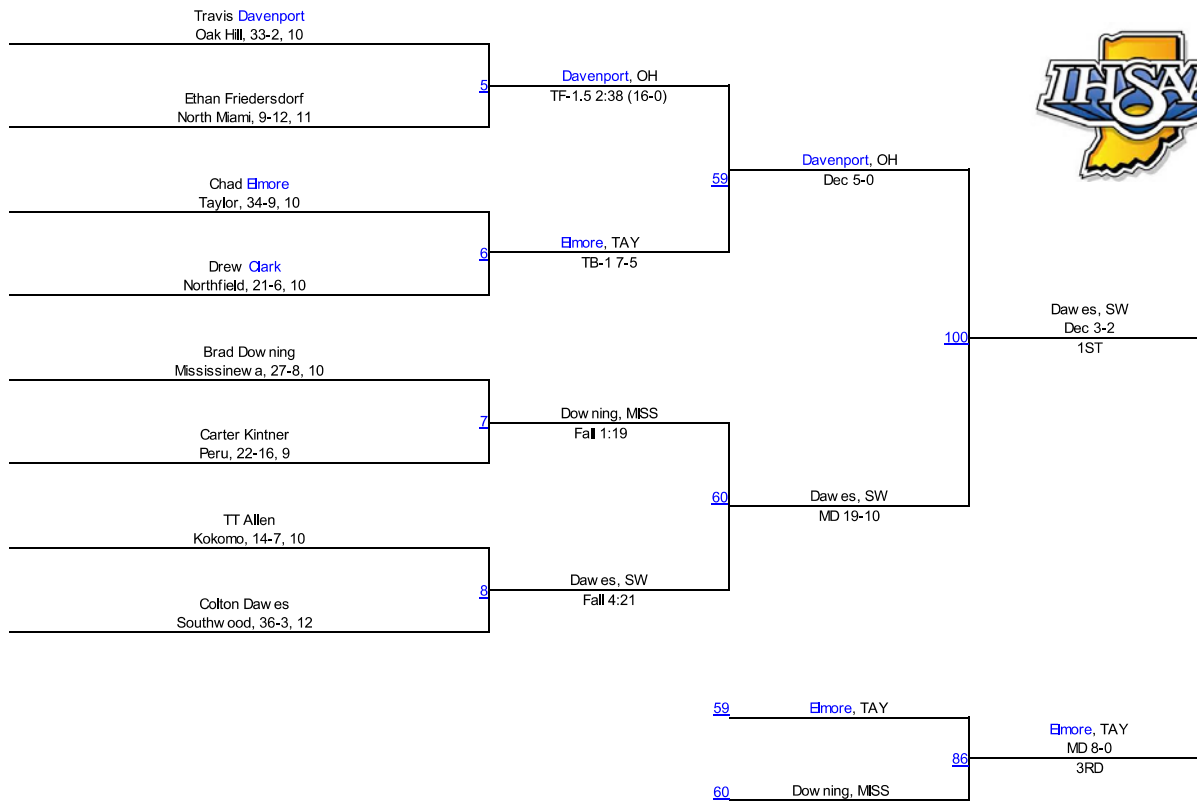 Travis Davenport
Oak Hill, 33-2, 10
5
Ethan Friedersdorf
North Miami, 9-12, 11
Davenport, OH
TF-1.5 2:38 (16-0)
IHSAA
59
Davenport, OH
Dec 5-0
Chad Elmore
Taylor, 34-9, 10
6
Drew Clark
Northfield, 21-6, 10
Elmore, TAY
TB-1 7-5
100
Dawes, SW
Dec 3-2
1ST
Brad Downing
Mississinewa, 27-8, 10
7
Carter Kintner
Peru, 22-16, 9
Downing, MISS
Fall 1:19
60
Dawes, SW
MD 19-10
TT Allen
Kokomo, 14-7, 10
8
Colton Dawes
Southwood, 36-3, 12
Dawes, SW
Fall 4:21
59
Elmore, TAY
86
Elmore, TAY
MD 8-0
3RD
60
Downing, MISS